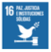 16 PAZ, JUSTICIA
E INSTITUCIONES
SÓLIDAS